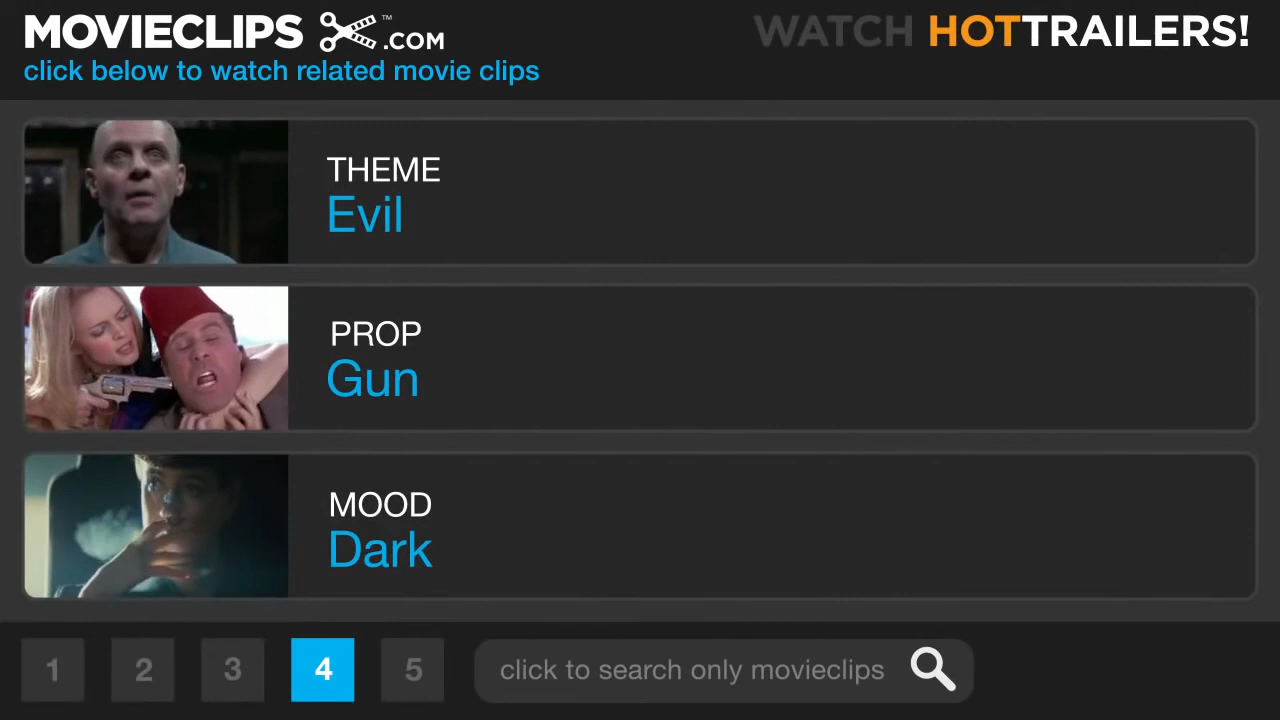 MOVIECLIPS ™.COM
WATCH HOTTRAILERS!
click below to watch related movie clips
THEME
Evil
PROP
Gun
MOOD
Dark
1 2 3 4 5
click to search only movieclips